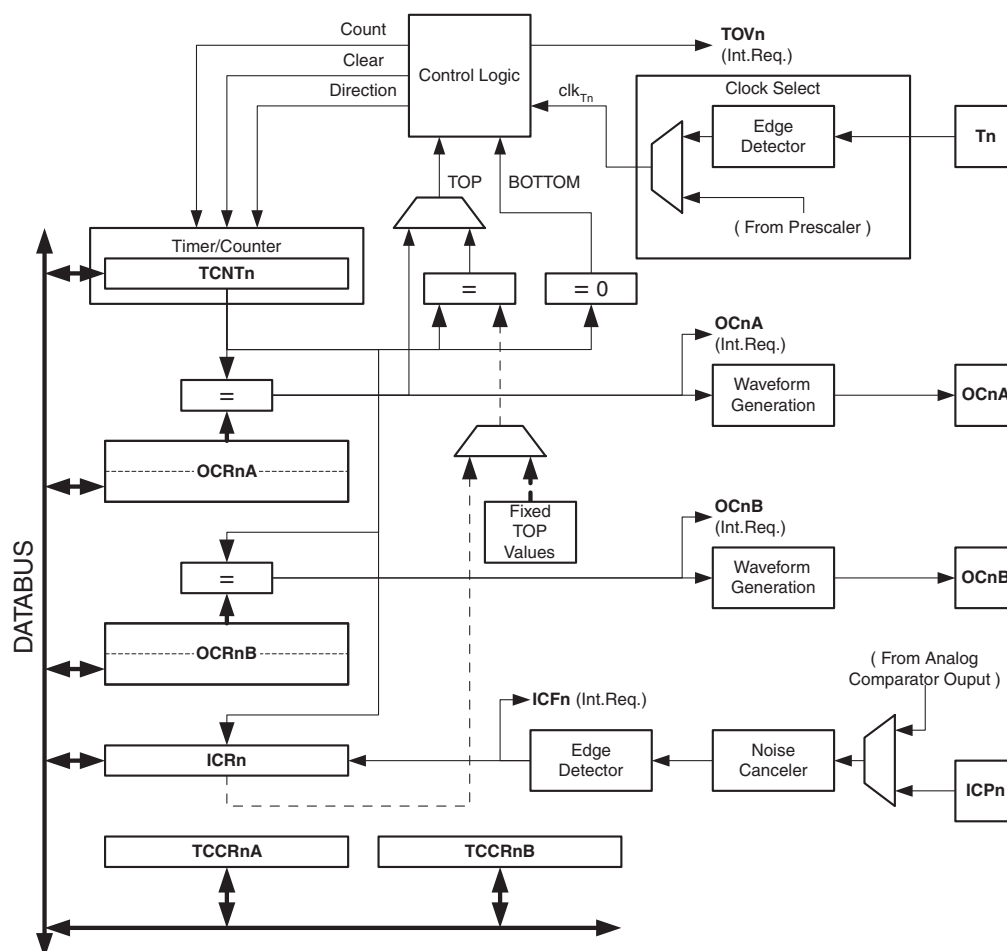 Count
Clear
Direction
Control Logic
TOVn
(Int.Req.)
clkTn
Clock Select
Edge
Detector
Tn
( From Prescaler )
TOP
BOTTOM
Timer/Counter
TCNTn
=
= 0
OCnA
(Int.Req.)
=
Waveform
Generation
OCnA
OCRnA
Fixed
TOP
Values
OCnB
(Int.Req.)
=
Waveform
Generation
OCnB
DATABUS
OCRnB
( From Analog
Comparator Ouput )
ICFn (Int.Req.)
ICRn
Edge
Detector
Noise
Canceler
ICPn
TCCRnA
TCCRnB